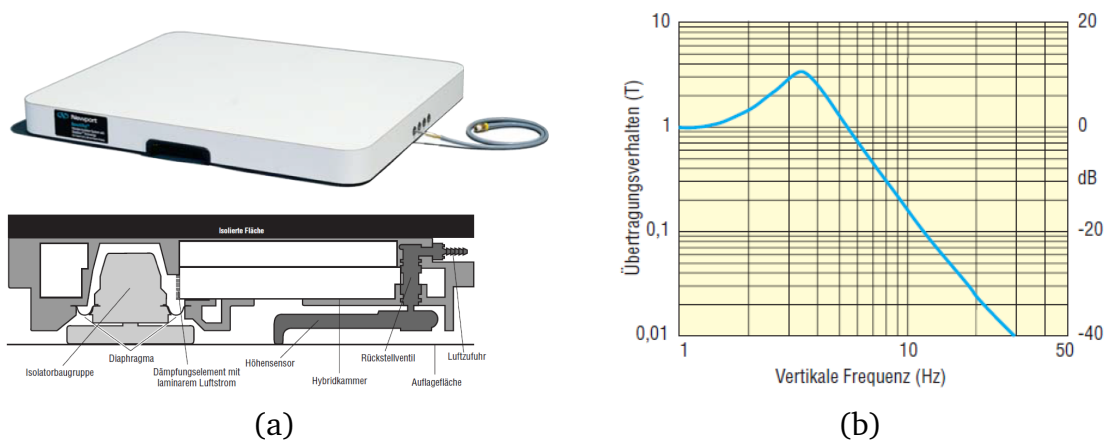 Newport
Isolierte Fläche
Isolatorbaugruppe
Diaphragma
Dämpfungselement mit
laminarem Luftstrom
Höhensensor
Hybridkammer
Rückstellventil
Auflagefläche
Luftzufuhr
(a)
Übertragungsverhalten (T)
10
1
0,1
0,01
20
0
dB
-20
-40
1
10
50
Vertikale Frequenz (Hz)
(b)